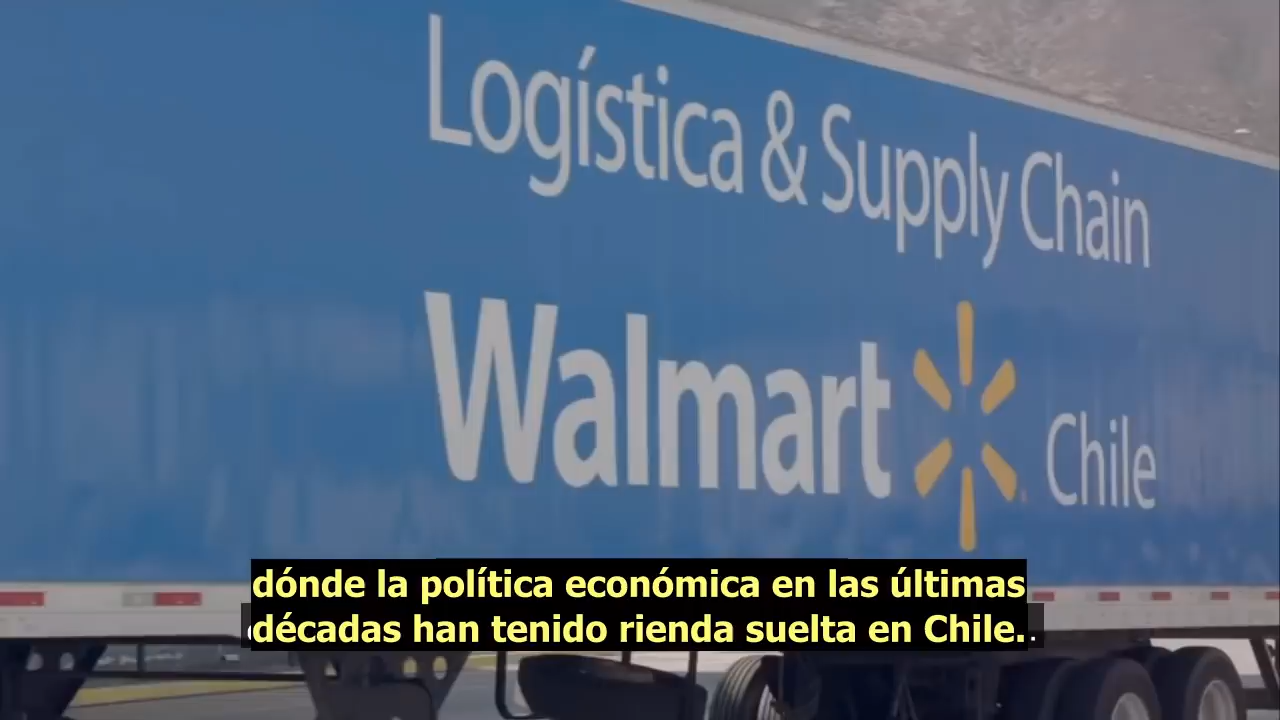 Logística & Supply Chain
Walmart Chile
dónde la política económica en las últimas
décadas han tenido rienda suelta en Chile.